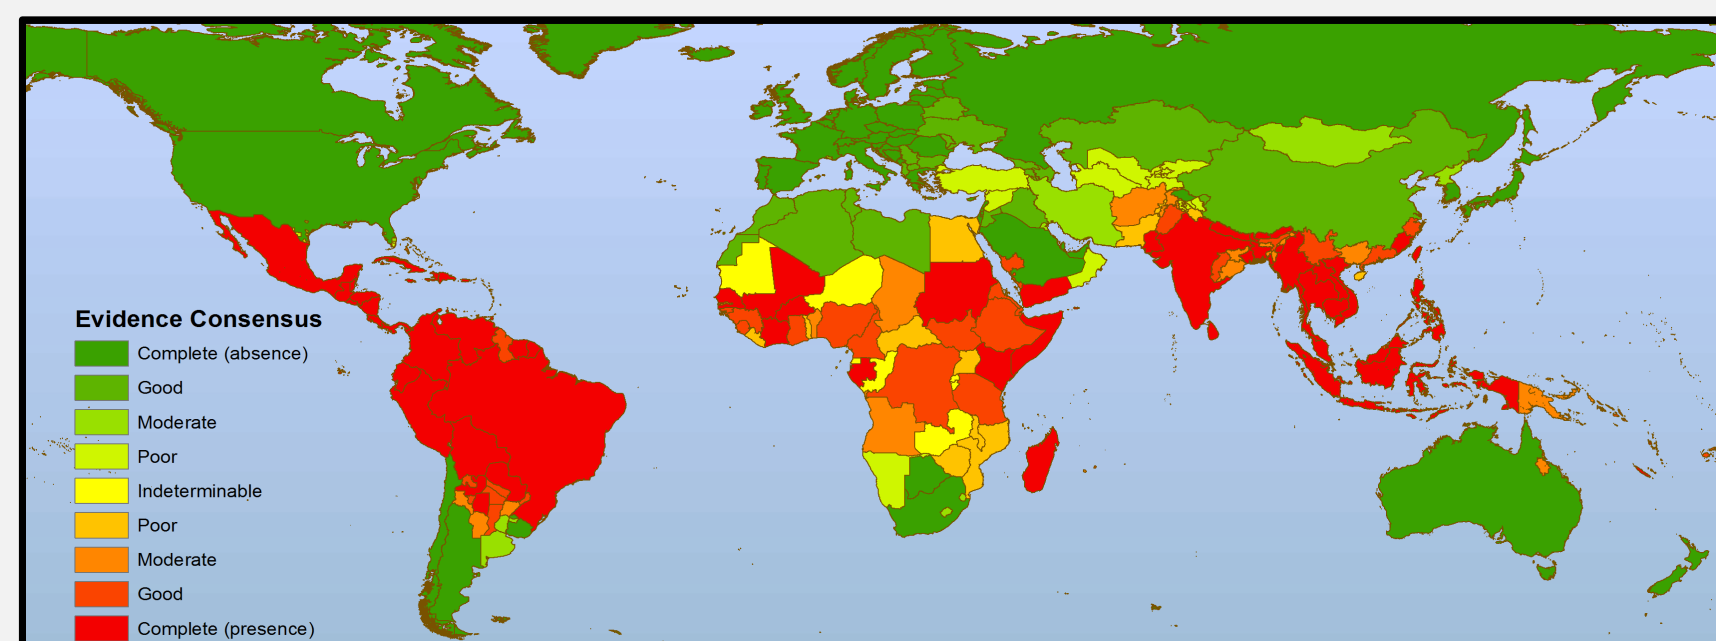 Evidence Consensus
Complete (absence)
Good
Moderate
Poor
Indeterminable
Poor
Moderate
Good
Complete (presence)